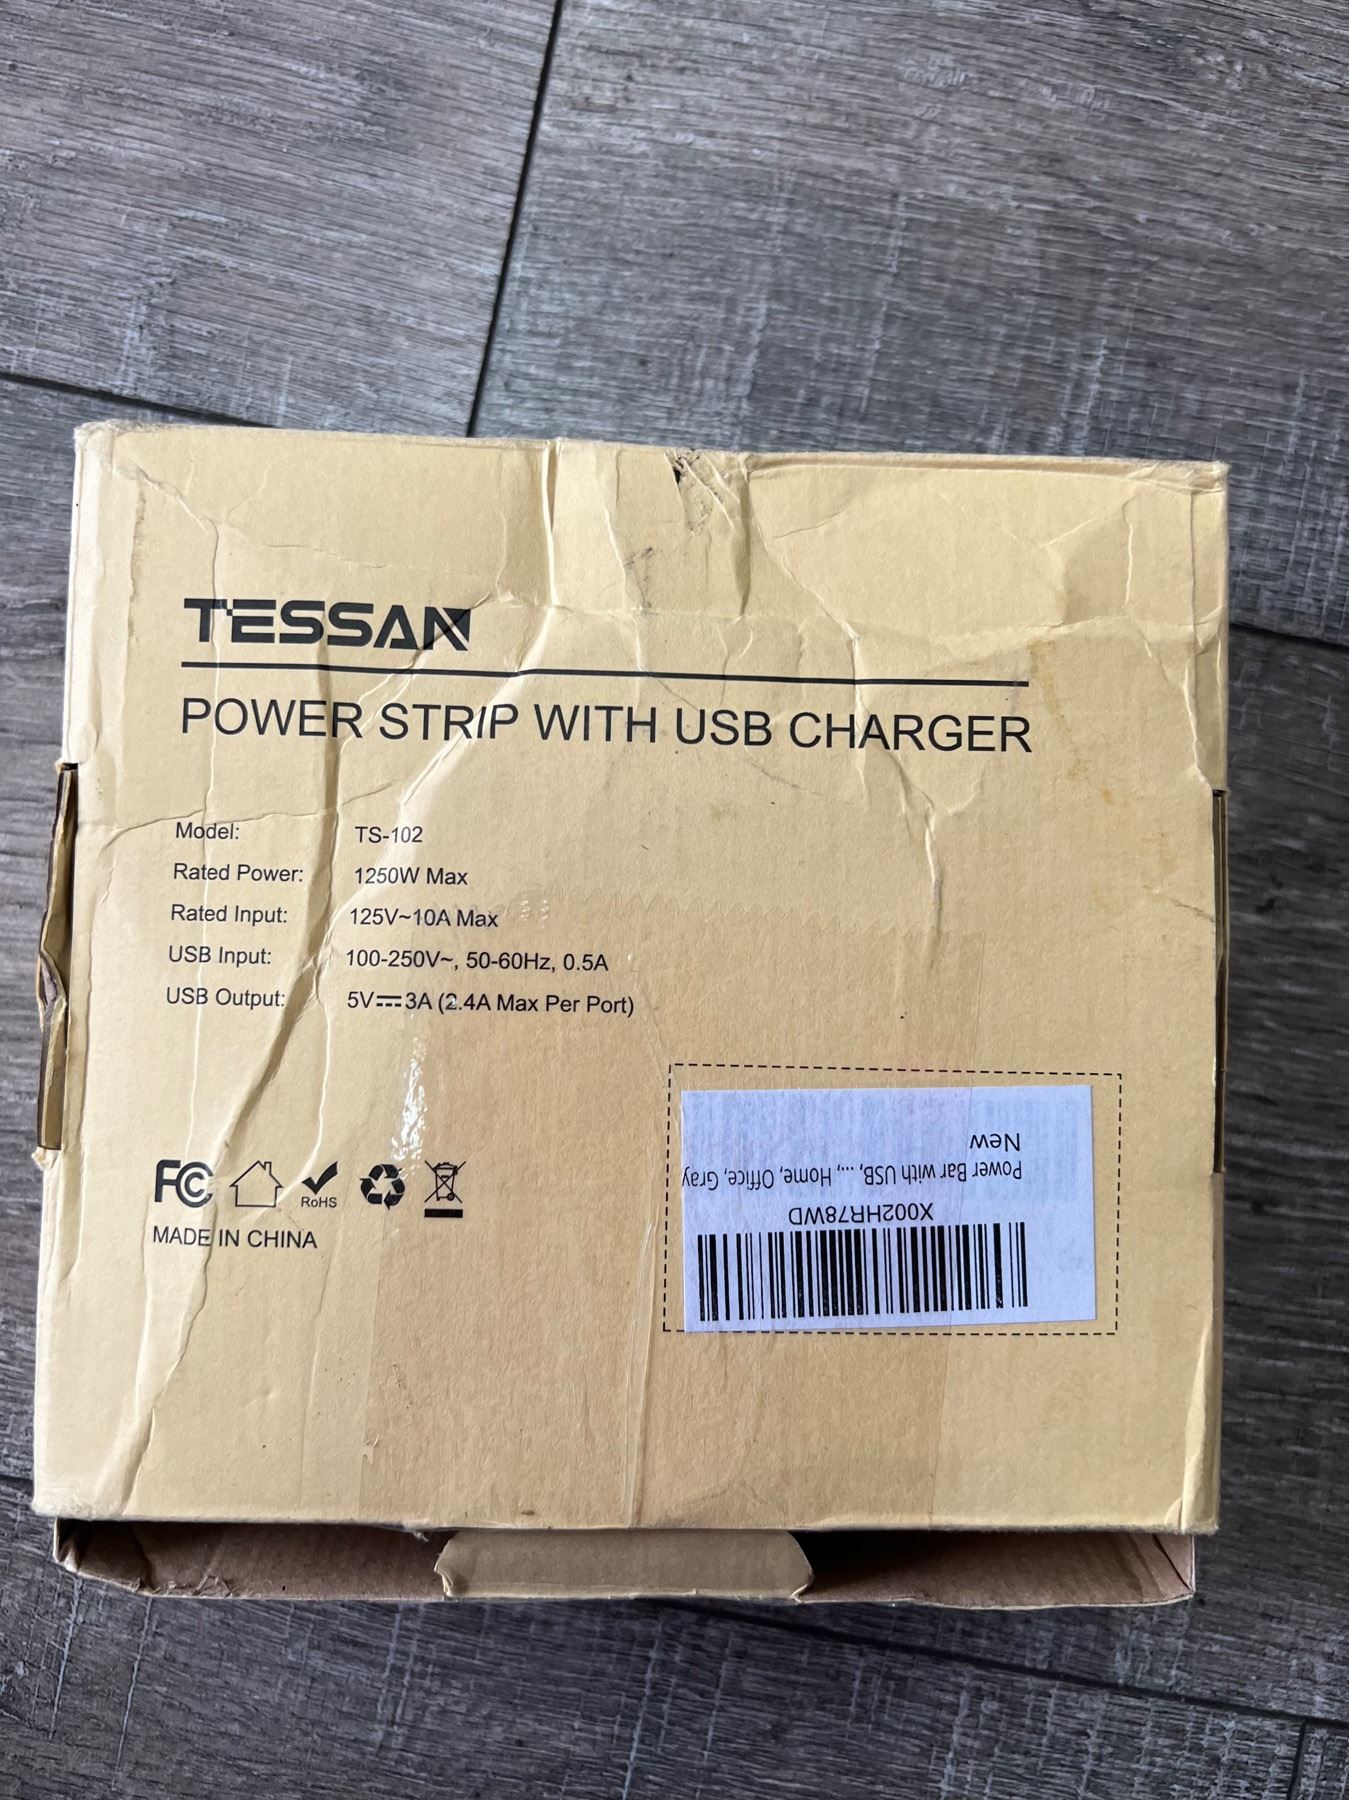 TESSAN
POWER STRIP WITH USB CHARGER
Model: TS-102
Rated Power: 1250W Max
Rated Input: 125V~10A Max
USB Input: 100-250V~, 50-60Hz, 0.5A
USB Output: 5V⎓3A (2.4A Max Per Port)
FC
RoHS
MADE IN CHINA
X002HR78WD
Power Bar with USB, ..., Home, Office, Gray
New